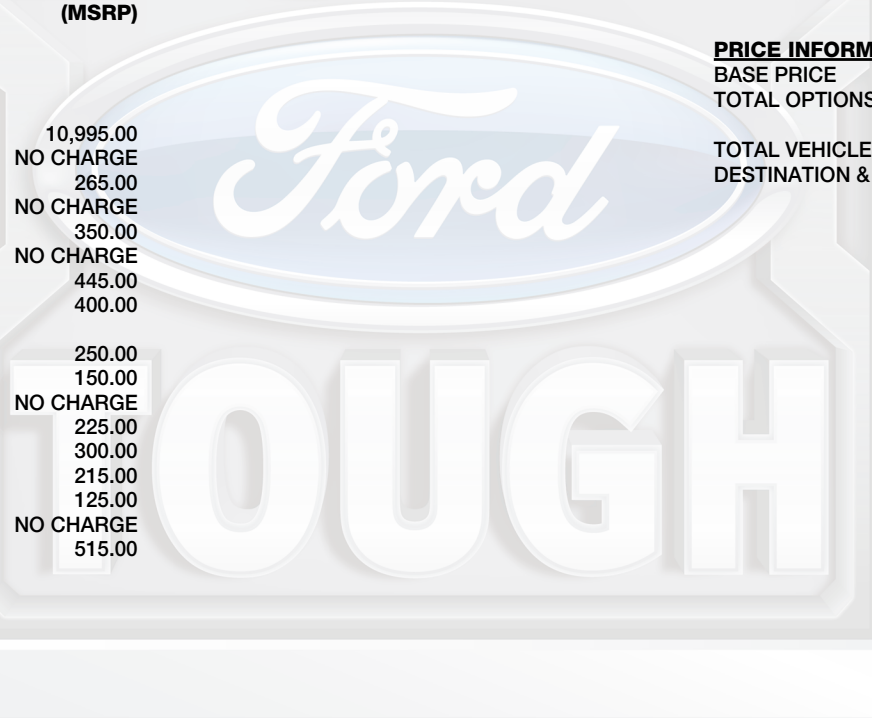 (MSRP)
10,995.00
NO CHARGE
265.00
NO CHARGE
350.00
NO CHARGE
445.00
400.00
250.00
150.00
NO CHARGE
225.00
300.00
215.00
125.00
NO CHARGE
515.00
PRICE INFORM
BASE PRICE
TOTAL OPTIONS
TOTAL VEHICLE
DESTINATION &
Ford
TOUGH